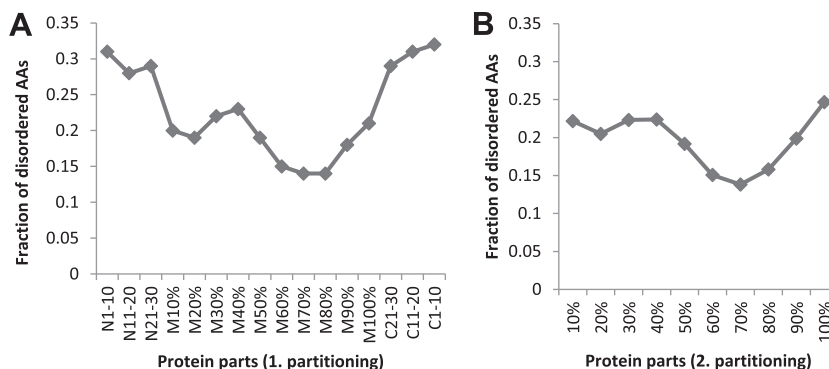 A
Fraction of disordered AAs
0.35
0.3
0.25
0.2
0.15
0.1
0.05
0
N1-10
N11-20
N21-30
M10%
M20%
M30%
M40%
M50%
M60%
M70%
M80%
M90%
M100%
C21-30
C11-20
C1-10
Protein parts (1. partitioning)
B
Fraction of disordered AAs
0.35
0.3
0.25
0.2
0.15
0.1
0.05
0
10%
20%
30%
40%
50%
60%
70%
80%
90%
100%
Protein parts (2. partitioning)